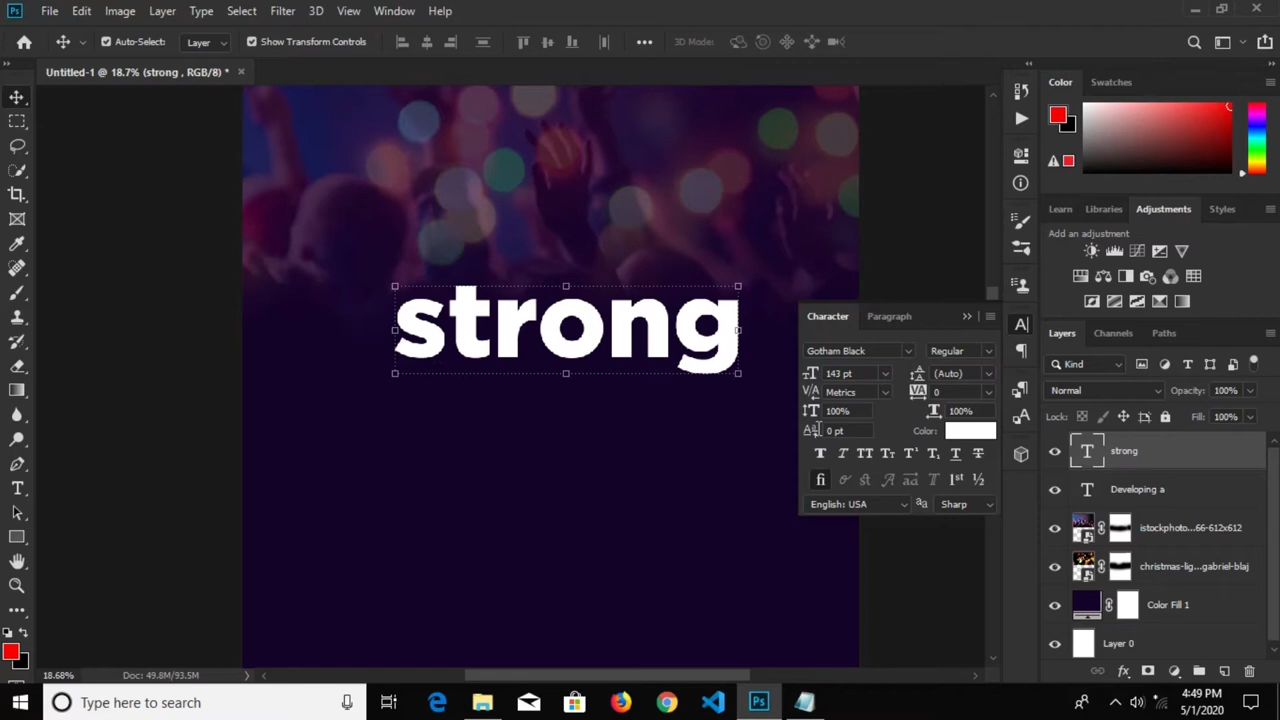 Ps File Edit Image Layer Type Select Filter 3D View Window Help
Auto-Select: Layer Show Transform Controls 3D Mode:
Untitled-1 @ 18.7% (strong , RGB/8) *
Color Swatches
Learn Libraries Adjustments Styles
Add an adjustment
strong
Character Paragraph
Gotham Black Regular
143 pt (Auto)
Metrics 0
100% 100%
0 pt Color:
English: USA Sharp
Layers Channels Paths
Kind
Normal Opacity: 100%
Lock: Fill: 100%
strong
Developing a
istockphoto...66-612x612
christmas-lig...gabriel-blaj
Color Fill 1
Layer 0
18.68% Doc: 49.8M/93.5M
Type here to search
Ps
4:49 PM
5/1/2020